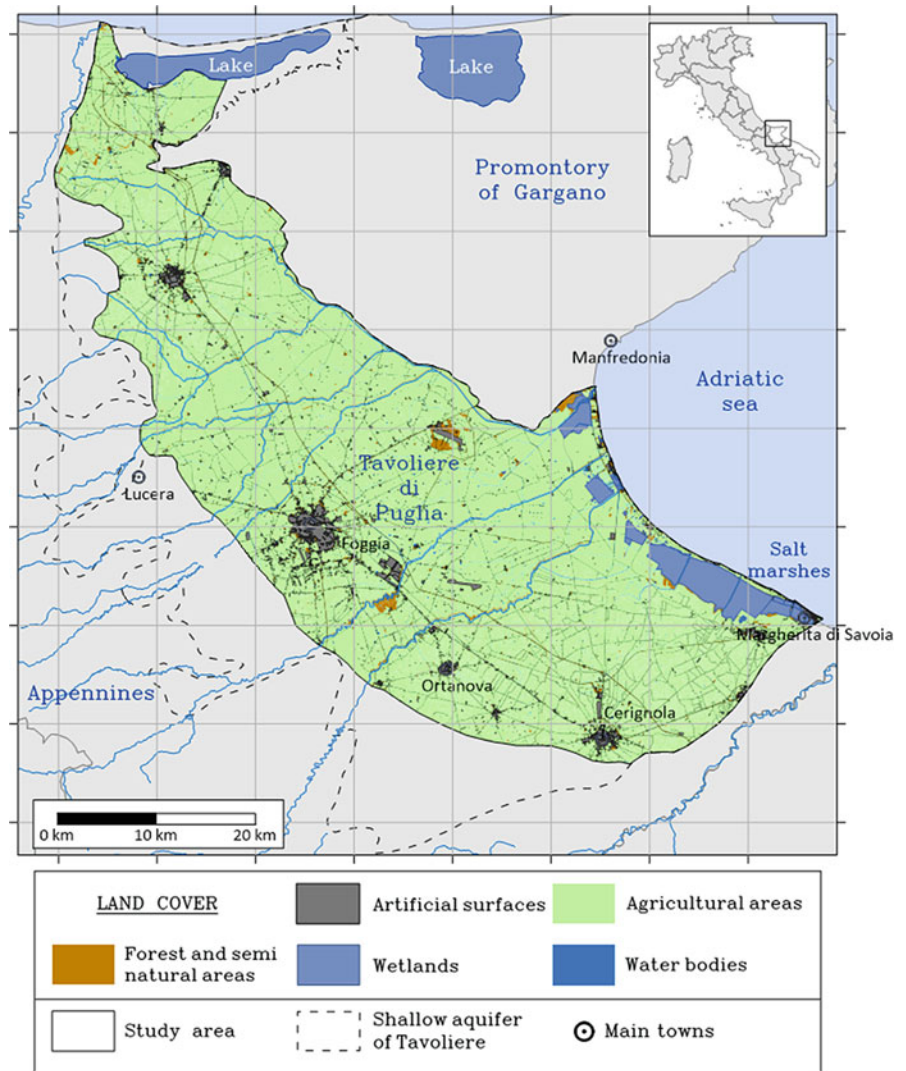 Lake
Lake
Promontory
of Gargano
Manfredonia
Adriatic
sea
Lucera
Tavoliere
di
Puglia
Foggia
Salt
marshes
Margherita di Savoia
Appennines
Ortanova
Cerignola
0 km
10 km
20 km
LAND COVER
Artificial surfaces
Agricultural areas
Forest and semi
natural areas
Wetlands
Water bodies
Study area
Shallow aquifer
of Tavoliere
Main towns